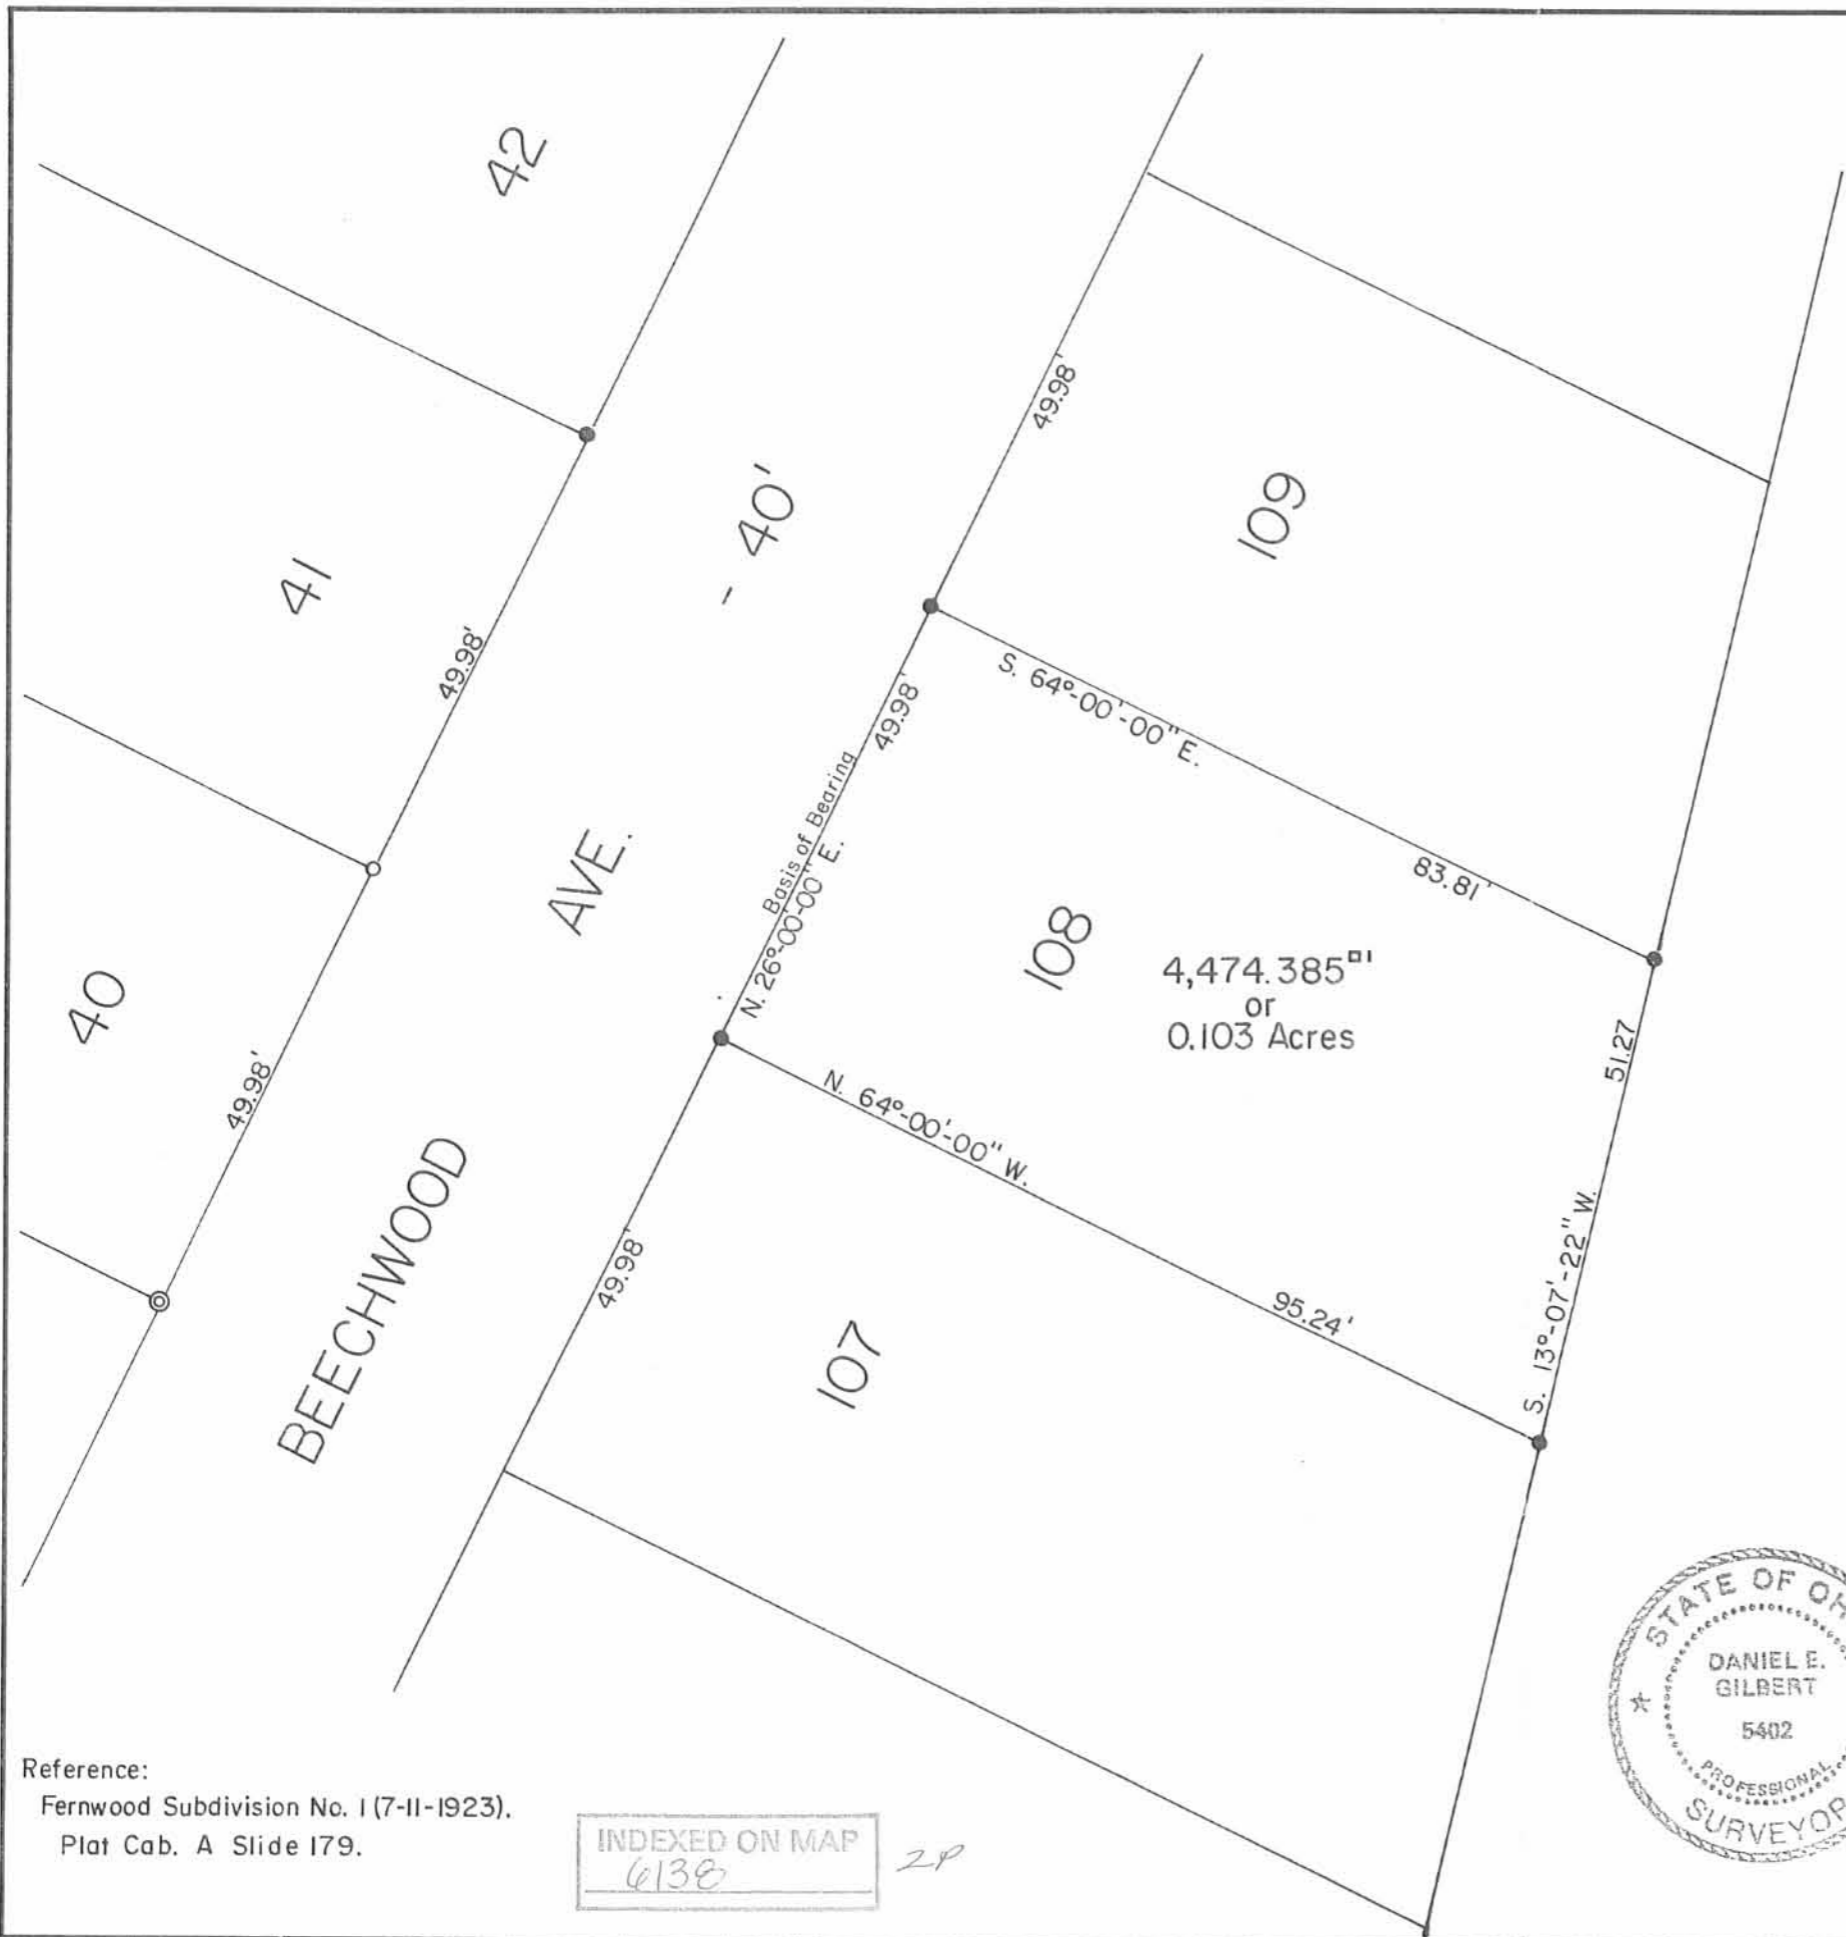 42
41
40
49.98'
49.98'
BEECHWOOD AVE. - 40'
49.98'
109
S. 64°-00'-00" E.
83.81'
49.98'
Basis of Bearing
N. 26°-00'-00" E.
108
4,474.385□'
or
0.103 Acres
51.27
S. 13°-07'-22" W.
N. 64°-00'-00" W.
95.24'
49.98'
107
STATE OF OH
DANIEL E.
GILBERT
5402
PROFESSIONAL
SURVEYOR
Reference:
Fernwood Subdivision No. 1 (7-11-1923).
Plat Cab. A Slide 179.
INDEXED ON MAP
6138
2P